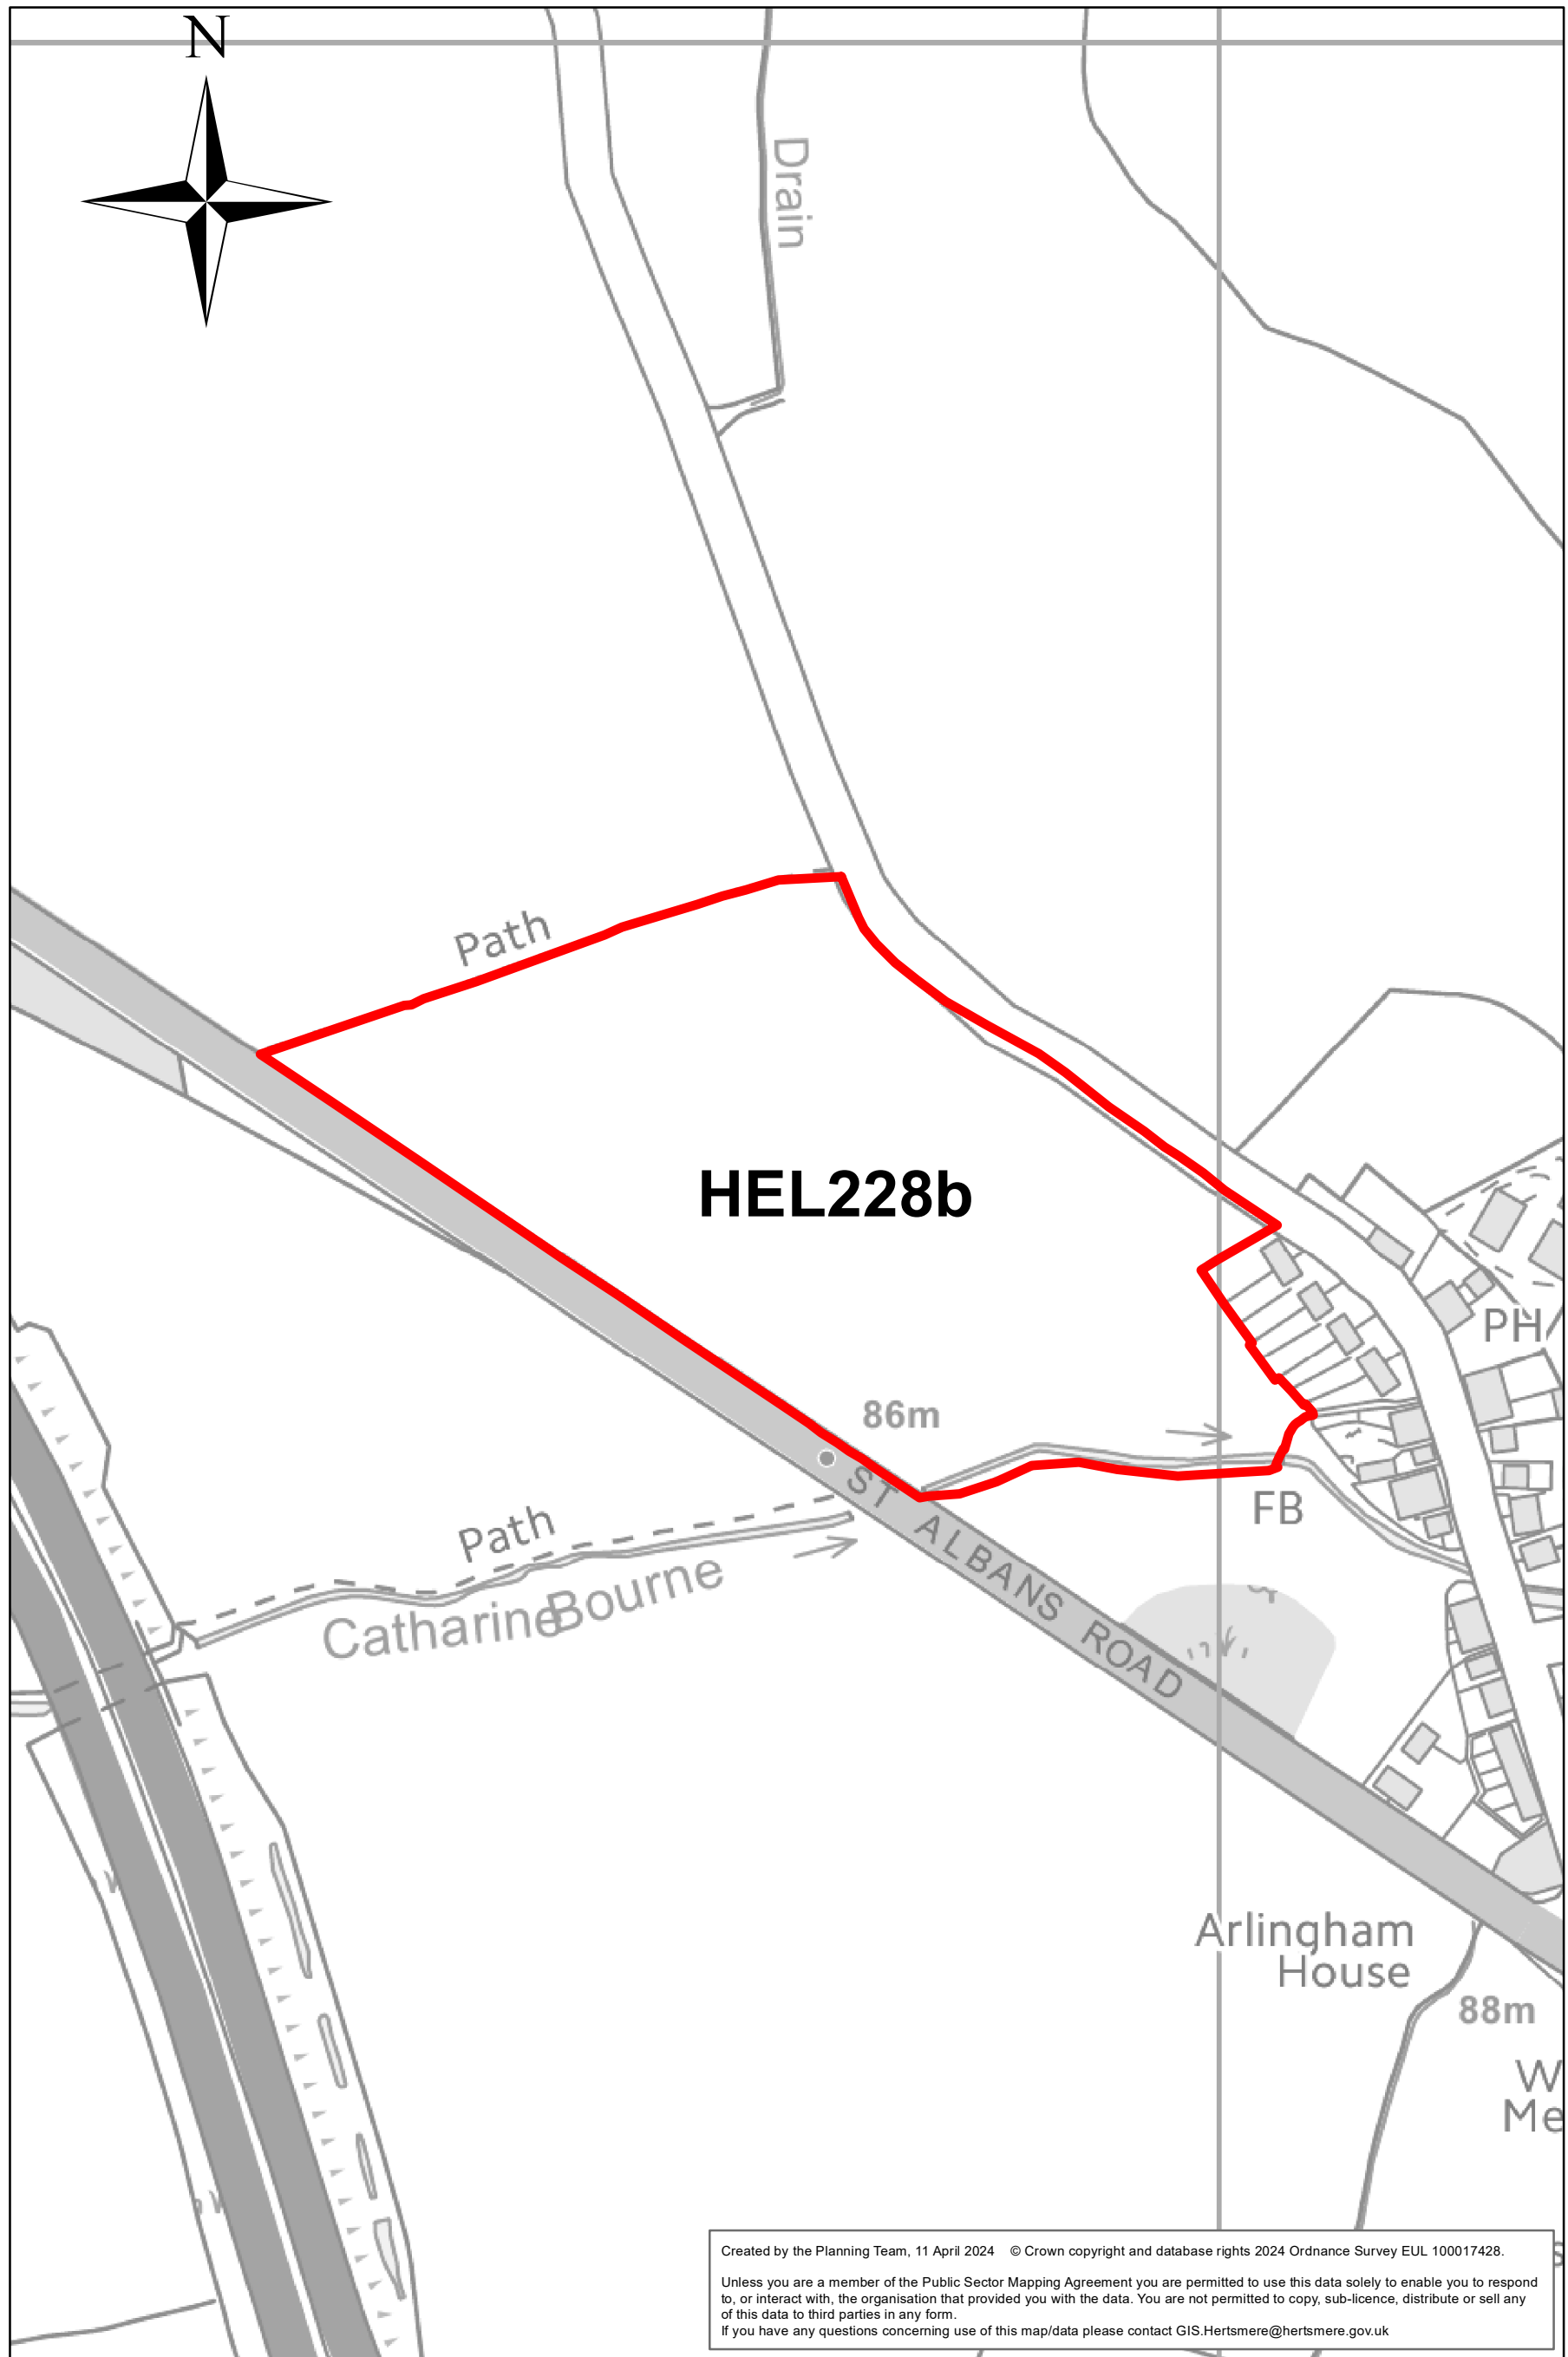 N
Drain
Path
HEL228b
PH
86m
ST ALBANS ROAD
FB
Path
Catharine Bourne
Arlingham
House
88m
W
Me
Created by the Planning Team, 11 April 2024 © Crown copyright and database rights 2024 Ordnance Survey EUL 100017428.
Unless you are a member of the Public Sector Mapping Agreement you are permitted to use this data solely to enable you to respond
to, or interact with, the organisation that provided you with the data. You are not permitted to copy, sub-licence, distribute or sell any
of this data to third parties in any form.
If you have any questions concerning use of this map/data please contact GIS.Hertsmere@hertsmere.gov.uk